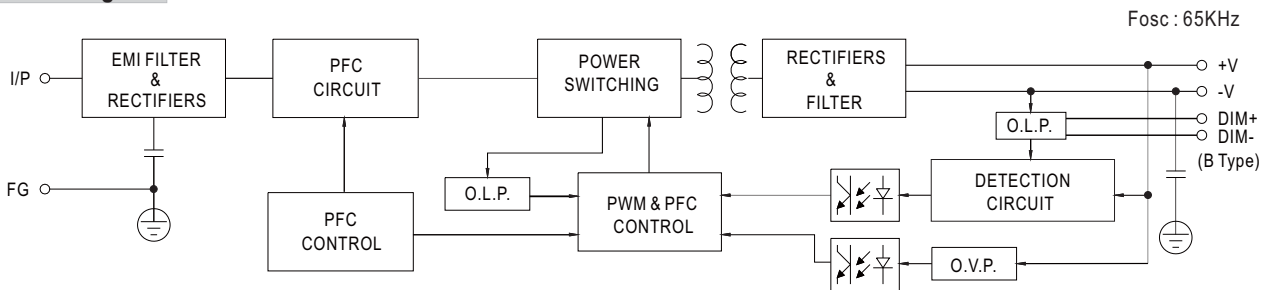 Fosc : 65KHz
I/P
EMI FILTER
&
RECTIFIERS
PFC
CIRCUIT
POWER
SWITCHING
RECTIFIERS
&
FILTER
+V
-V
DIM+
DIM-
(B Type)
O.L.P.
FG
O.L.P.
PFC
CONTROL
PWM & PFC
CONTROL
DETECTION
CIRCUIT
O.V.P.